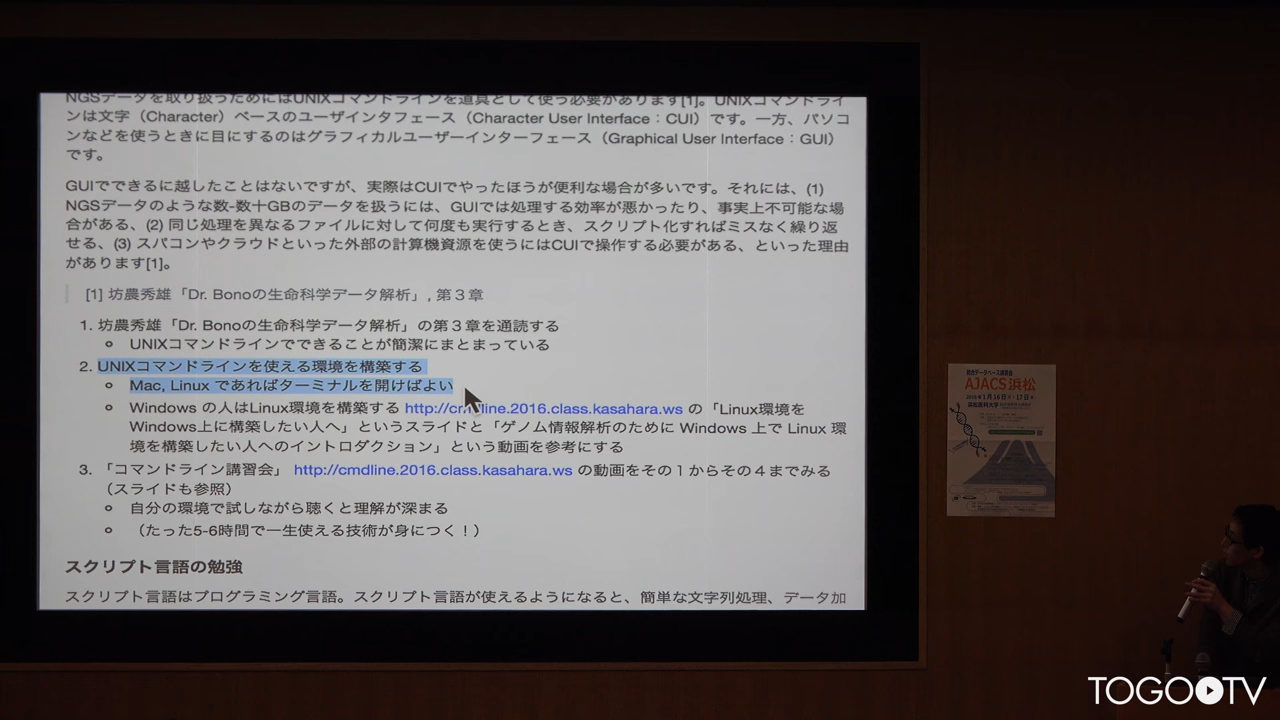 NGSデータを取り扱うためにはUNIXコマンドラインを道具として使う必要があります[1]。UNIXコマンドライ
ンは文字（Character）ベースのユーザインタフェース（Character User Interface：CUI）です。一方、パソコ
ンなどを使うときに目にするのはグラフィカルユーザーインターフェース（Graphical User Interface：GUI）
です。
GUIでできるに越したことはないですが、実際はCUIでやったほうが便利な場合が多いです。それには、(1)
NGSデータのような数-数十GBのデータを扱うには、GUIでは処理する効率が悪かったり、事実上不可能な場
合がある、(2) 同じ処理を異なるファイルに対して何度も実行するとき、スクリプト化すればミスなく繰り返
せる、(3) スパコンやクラウドといった外部の計算機資源を使うにはCUIで操作する必要がある、といった理由
があります[1]。
[1] 坊農秀雄「Dr. Bonoの生命科学データ解析」, 第３章
1. 坊農秀雄「Dr. Bonoの生命科学データ解析」の第３章を通読する
UNIXコマンドラインでできることが簡潔にまとまっている
2. UNIXコマンドラインを使える環境を構築する
Mac, Linux であればターミナルを開けばよい
Windows の人はLinux環境を構築する http://cmdline.2016.class.kasahara.ws の「Linux環境を
Windows上に構築したい人へ」というスライドと「ゲノム情報解析のために Windows 上で Linux 環
境を構築したい人へのイントロダクション」という動画を参考にする
3. 「コマンドライン講習会」 http://cmdline.2016.class.kasahara.ws の動画をその１からその４までみる
（スライドも参照）
自分の環境で試しながら聴くと理解が深まる
（たった5-6時間で一生使える技術が身につく！）
スクリプト言語の勉強
スクリプト言語はプログラミング言語。スクリプト言語が使えるようになると、簡単な文字列処理、データ加
統合データベース講習会
AJACS浜松
TOGOTV